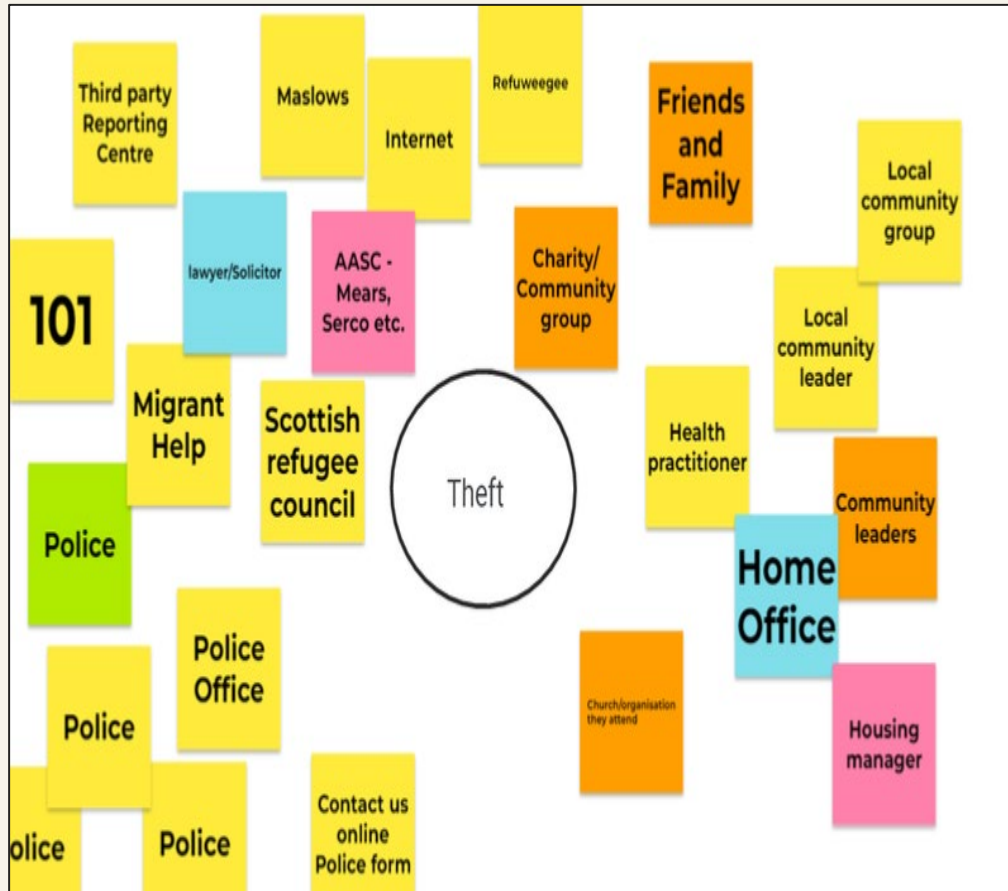 Third party
Reporting
Centre
Maslows
Internet
Refuweegee
Friends
and
Family
Local
community
group
101
lawyer/Solicitor
AASC -
Mears,
Serco etc.
Charity/
Community
group
Local
community
leader
Migrant
Help
Scottish
refugee
council
Theft
Health
practitioner
Community
leaders
Police
Home
Office
Police
Office
Police
Church/organisation
they attend
Housing
manager
olice
Police
Contact us
online
Police form